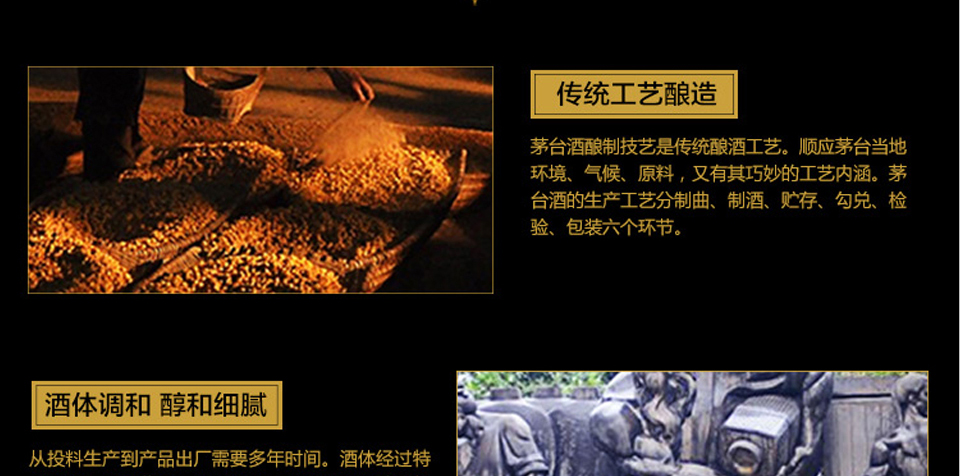 传统工艺酿造
茅台酒酿制技艺是传统酿酒工艺。顺应茅台当地
环境、气候、原料，又有其巧妙的工艺内涵。茅
台酒的生产工艺分制曲、制酒、贮存、勾兑、检
验、包装六个环节。
酒体调和 醇和细腻
从投料生产到产品出厂需要多年时间。酒体经过特